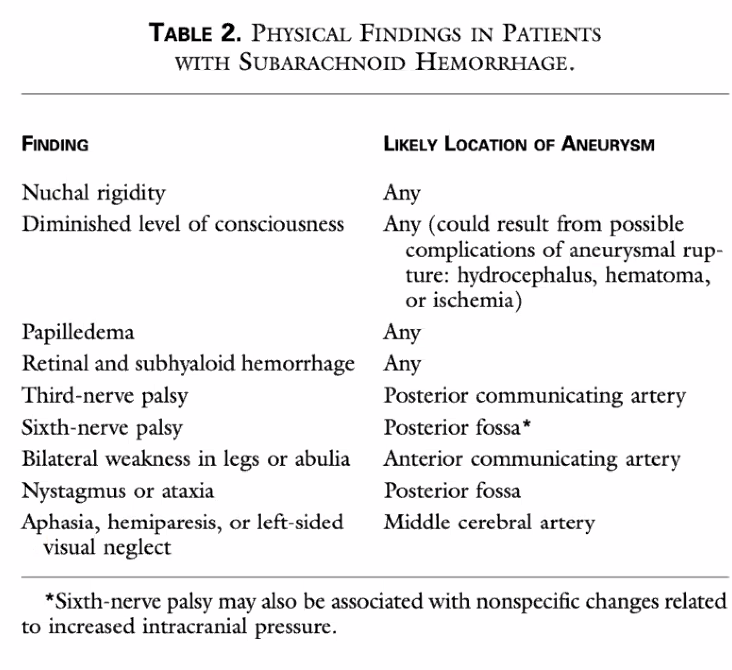 TABLE 2. PHYSICAL FINDINGS IN PATIENTS
WITH SUBARACHNOID HEMORRHAGE.
FINDING LIKELY LOCATION OF ANEURYSM
Nuchal rigidity Any
Diminished level of consciousness Any (could result from possible
complications of aneurysmal rup-
ture: hydrocephalus, hematoma,
or ischemia)
Papilledema Any
Retinal and subhyaloid hemorrhage Any
Third-nerve palsy Posterior communicating artery
Sixth-nerve palsy Posterior fossa*
Bilateral weakness in legs or abulia Anterior communicating artery
Nystagmus or ataxia Posterior fossa
Aphasia, hemiparesis, or left-sided Middle cerebral artery
visual neglect
*Sixth-nerve palsy may also be associated with nonspecific changes related
to increased intracranial pressure.